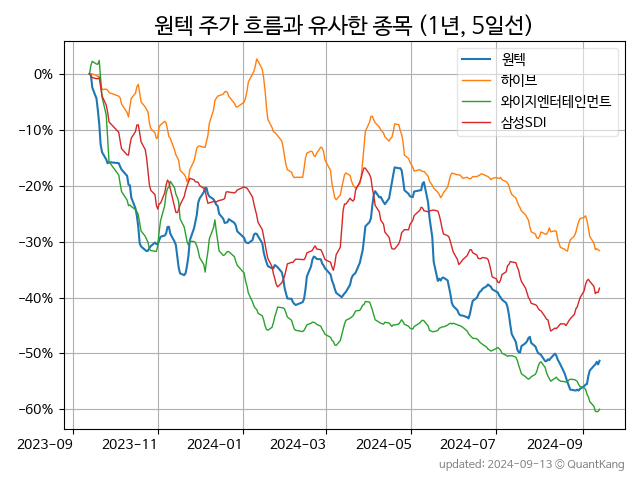 원텍 주가 흐름과 유사한 종목 (1년, 5일선)
원텍
하이브
와이지엔터테인먼트
삼성SDI
0%
−10%
−20%
−30%
−40%
−50%
−60%
2023-09 2023-11 2024-01 2024-03 2024-05 2024-07 2024-09
updated: 2024-09-13 © QuantKang